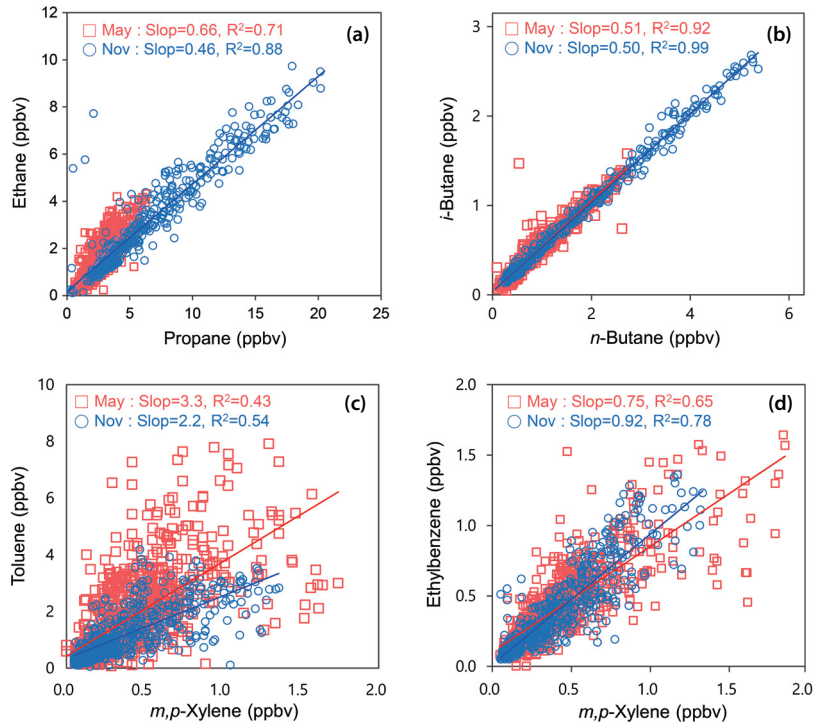 (a)
May : Slop=0.66, R²=0.71
Nov : Slop=0.46, R²=0.88
12
10
8
6
4
2
0
Ethane (ppbv)
0 5 10 15 20 25
Propane (ppbv)
(b)
May : Slop=0.51, R²=0.92
Nov : Slop=0.50, R²=0.99
3
2
1
0
i-Butane (ppbv)
0 2 4 6
n-Butane (ppbv)
(c)
May : Slop=3.3, R²=0.43
Nov : Slop=2.2, R²=0.54
10
8
6
4
2
0
Toluene (ppbv)
0.0 0.5 1.0 1.5 2.0
m,p-Xylene (ppbv)
(d)
May : Slop=0.75, R²=0.65
Nov : Slop=0.92, R²=0.78
2.0
1.5
1.0
0.5
0.0
Ethylbenzene (ppbv)
0.0 0.5 1.0 1.5 2.0
m,p-Xylene (ppbv)